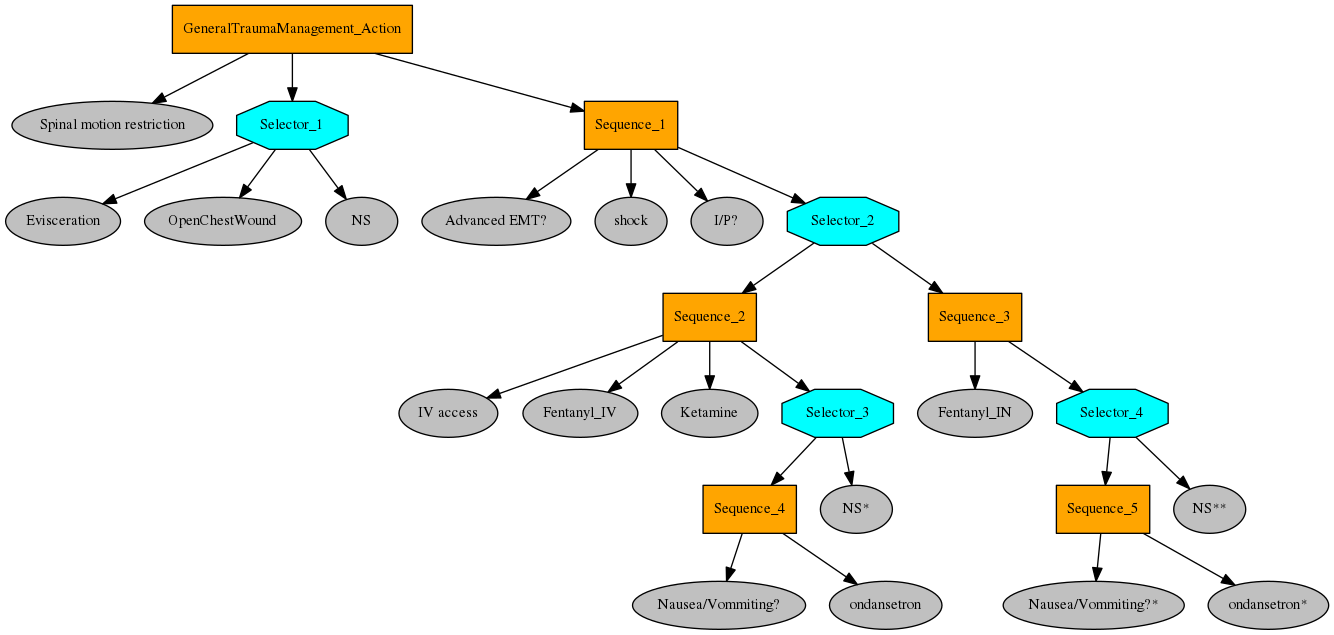 GeneralTraumaManagement_Action
Spinal motion restriction
Selector_1
Sequence_1
Evisceration
OpenChestWound
NS
Advanced EMT?
shock
I/P?
Selector_2
Sequence_2
Sequence_3
IV access
Fentanyl_IV
Ketamine
Selector_3
Fentanyl_IN
Selector_4
Sequence_4
NS*
Sequence_5
NS**
Nausea/Vommiting?
ondansetron
Nausea/Vommiting?*
ondansetron*